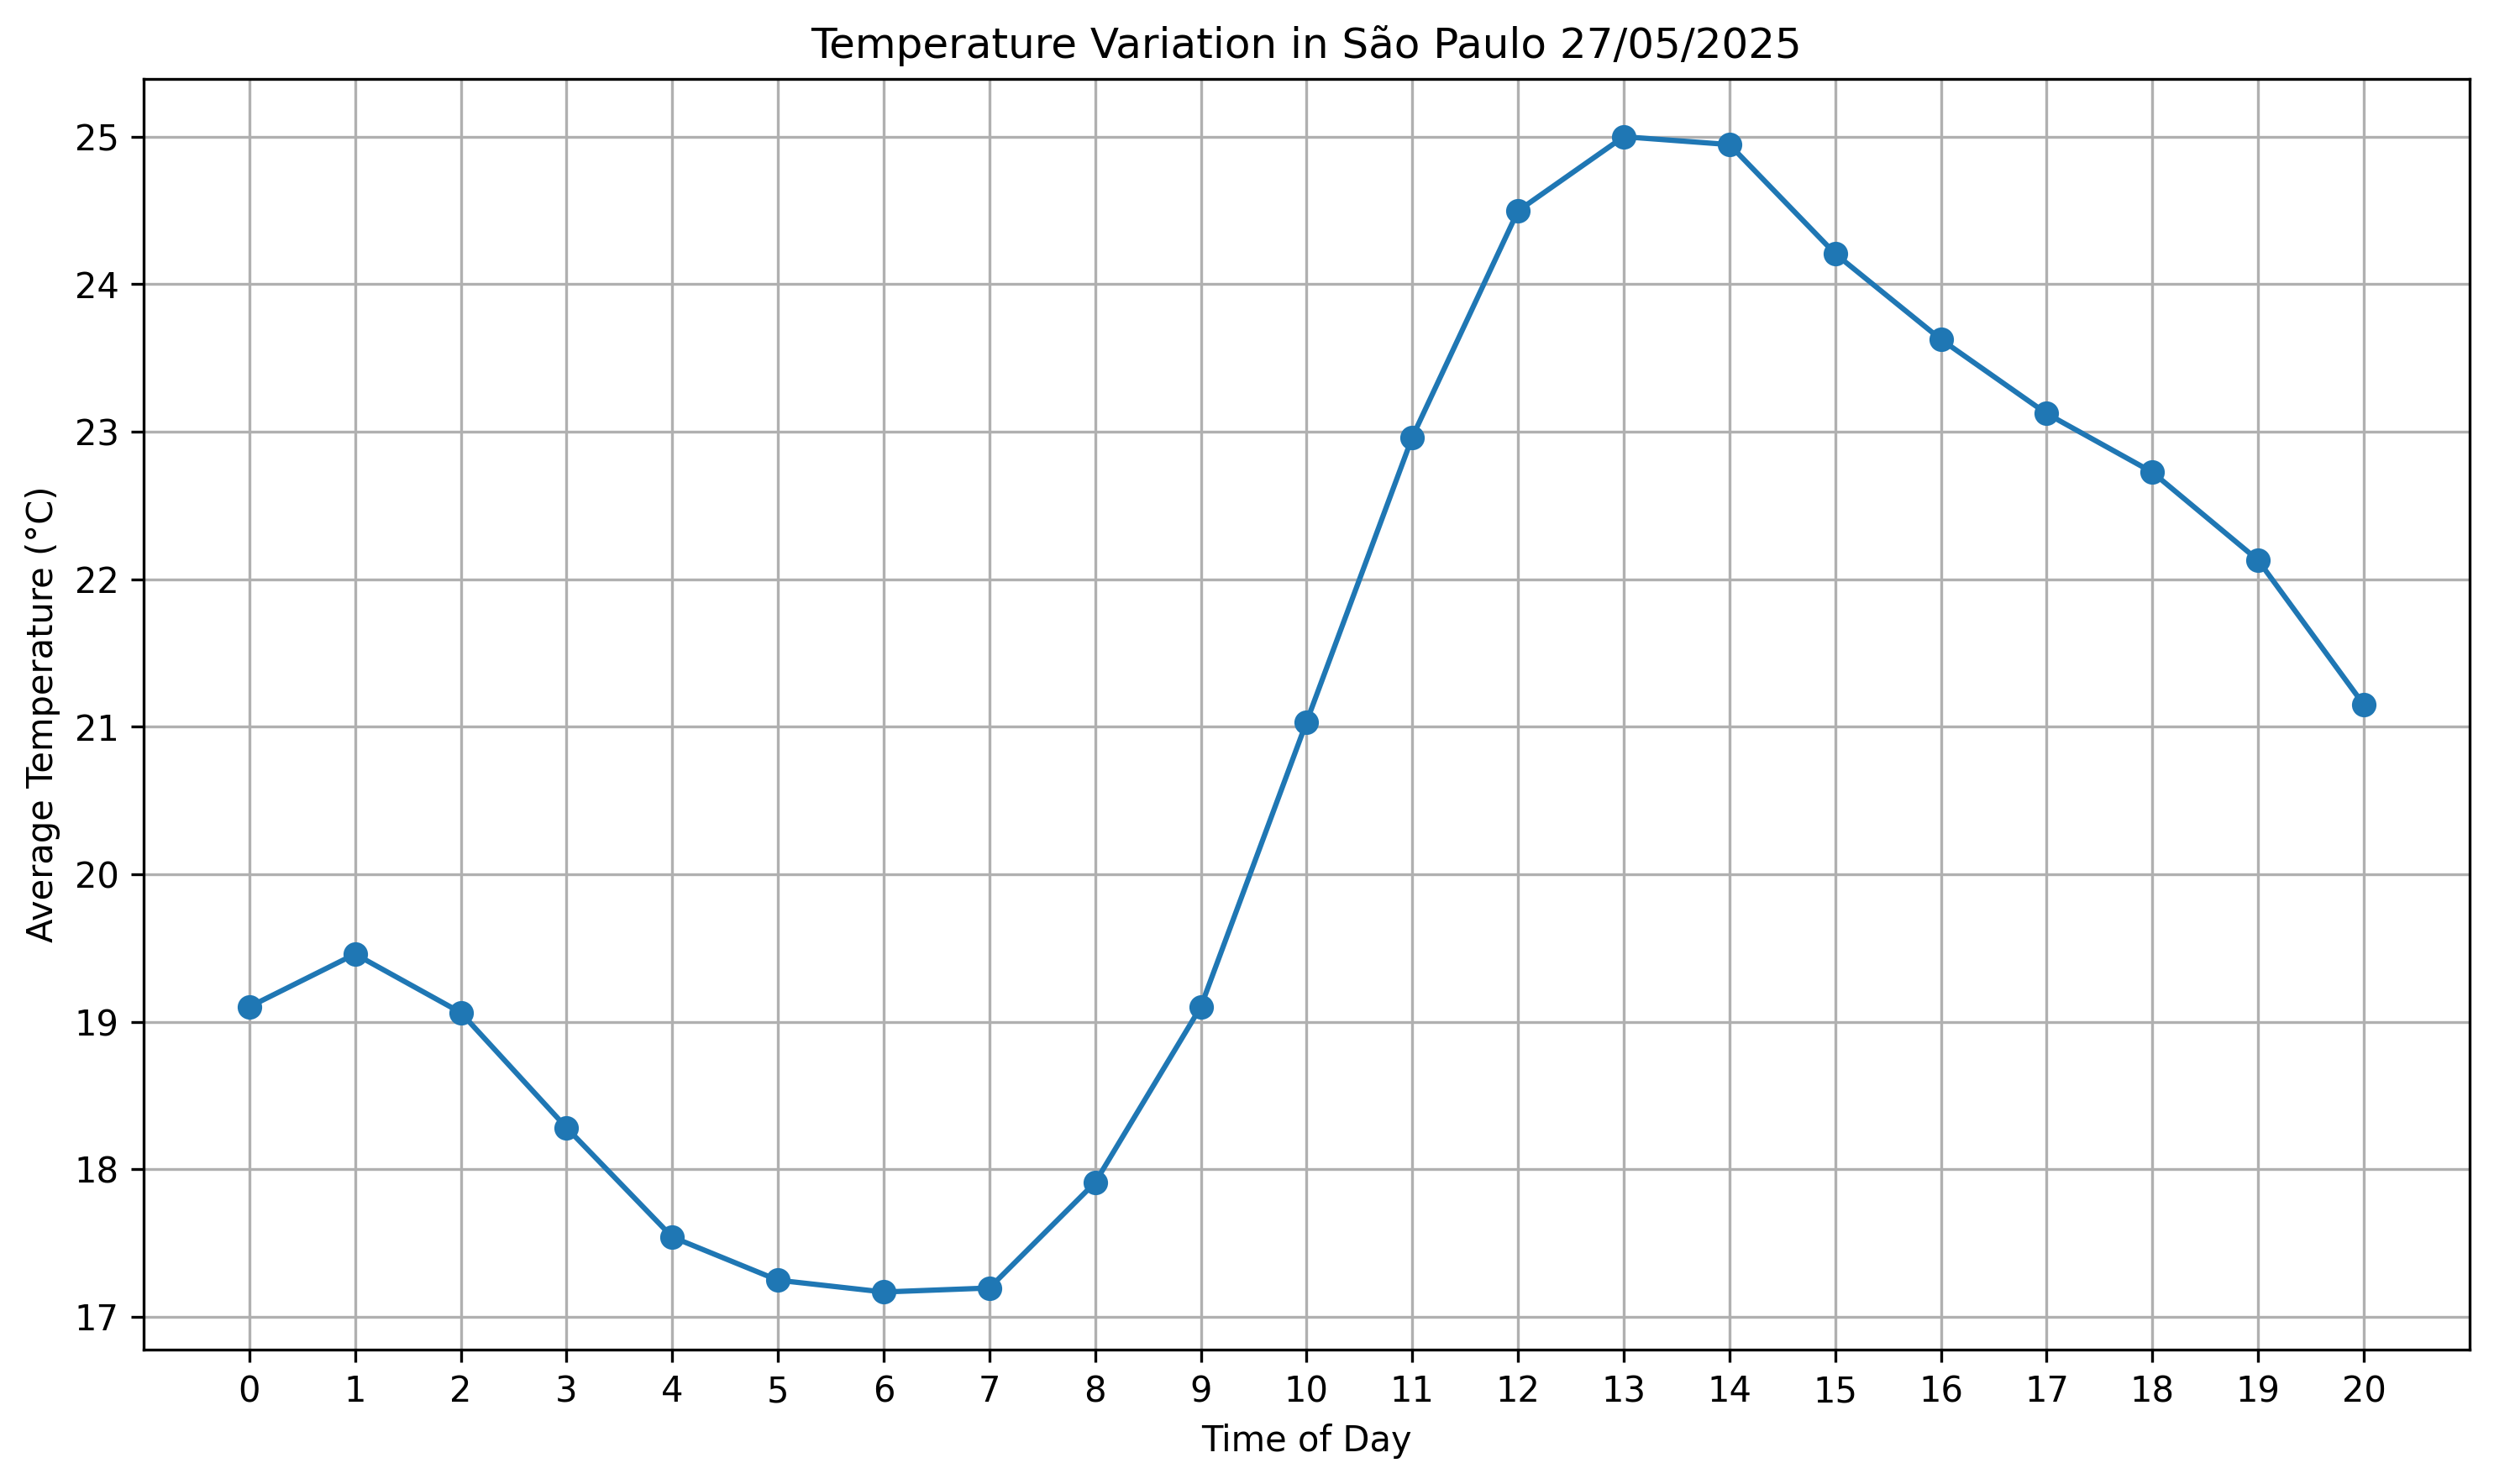 Temperature Variation in São Paulo 27/05/2025
Average Temperature (°C)
25
24
23
22
21
20
19
18
17
0 1 2 3 4 5 6 7 8 9 10 11 12 13 14 15 16 17 18 19 20
Time of Day